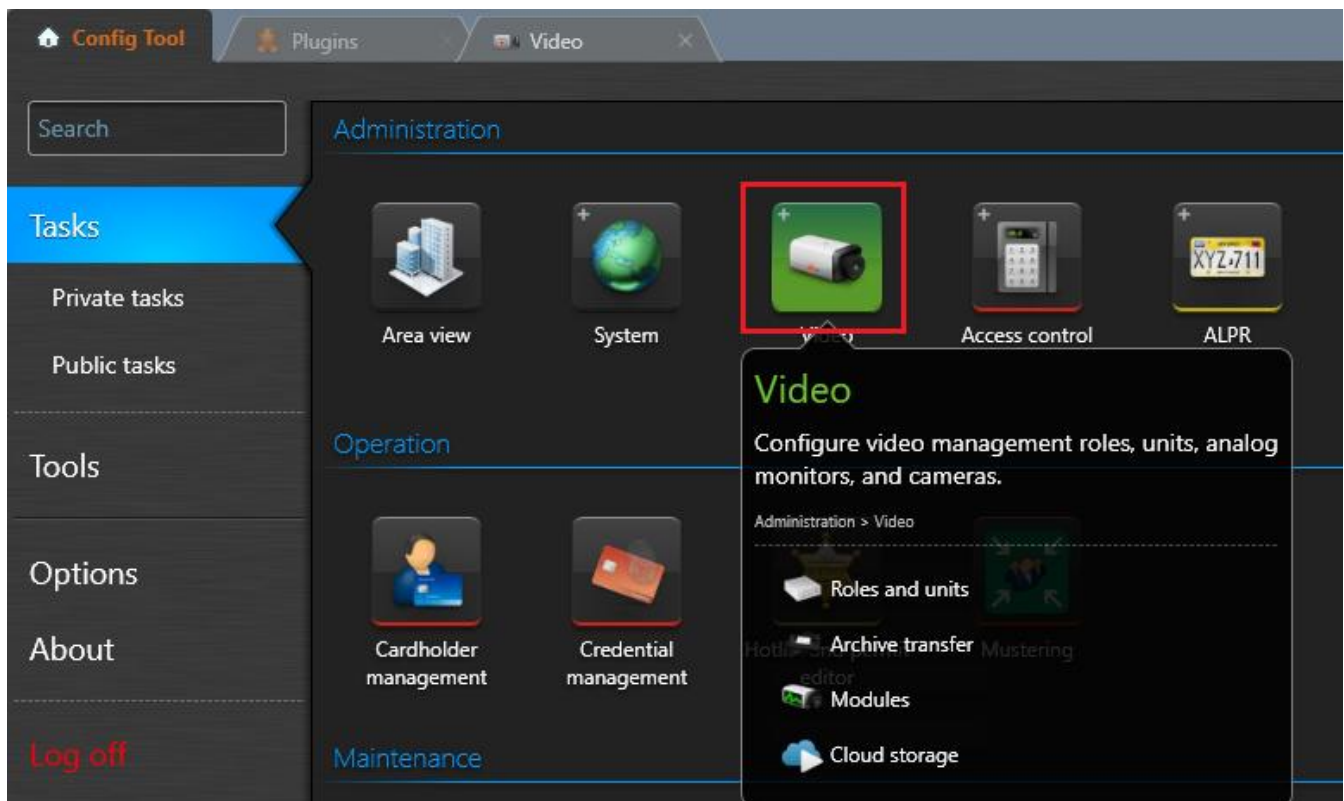 Config Tool
Plugins
Video
Search
Administration
Tasks
Private tasks
Public tasks
Tools
Options
About
Log off
XYZ-711
Area view
System
Video
Access control
ALPR
Video
Configure video management roles, units, analog
monitors, and cameras.
Administration > Video
Roles and units
Archive transfer
Modules
Cloud storage
Operation
Cardholder
management
Credential
management
editor
Mustering
Maintenance